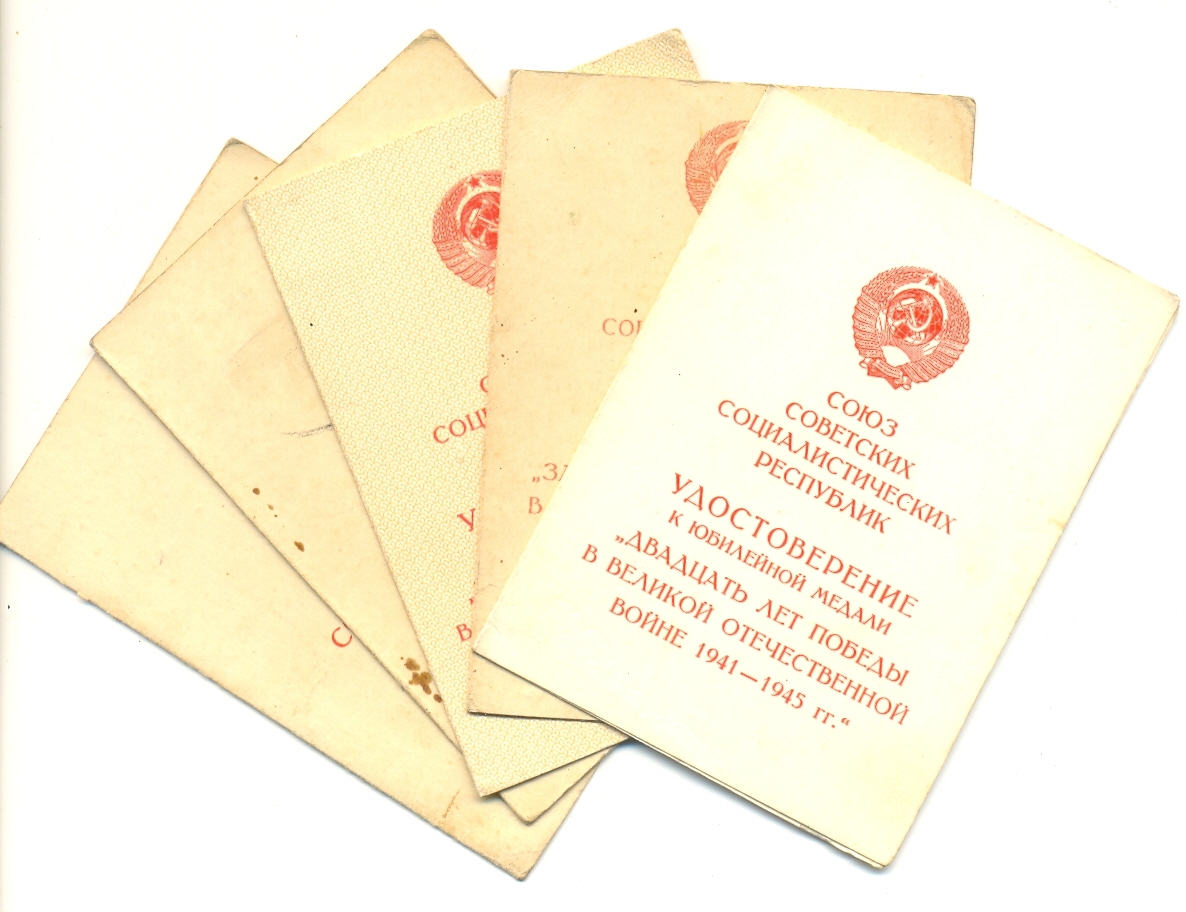 СОЮЗ
СОВЕТСКИХ
СОЦИАЛИСТИЧЕСКИХ
РЕСПУБЛИК
УДОСТОВЕРЕНИЕ
К ЮБИЛЕЙНОЙ МЕДАЛИ
„ДВАДЦАТЬ ЛЕТ ПОБЕДЫ
В ВЕЛИКОЙ ОТЕЧЕСТВЕННОЙ
ВОЙНЕ 1941—1945 гг.“